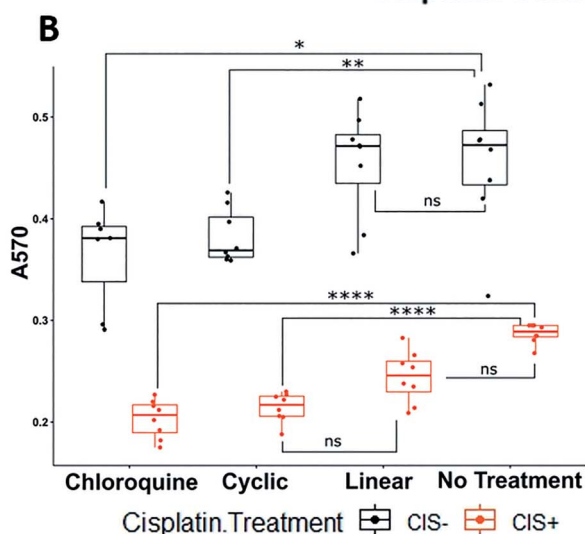 B
*
**
0.5
ns
0.4
A570
****
0.3
****
ns
0.2
ns
Chloroquine Cyclic Linear No Treatment
Cisplatin.Treatment CIS- CIS+